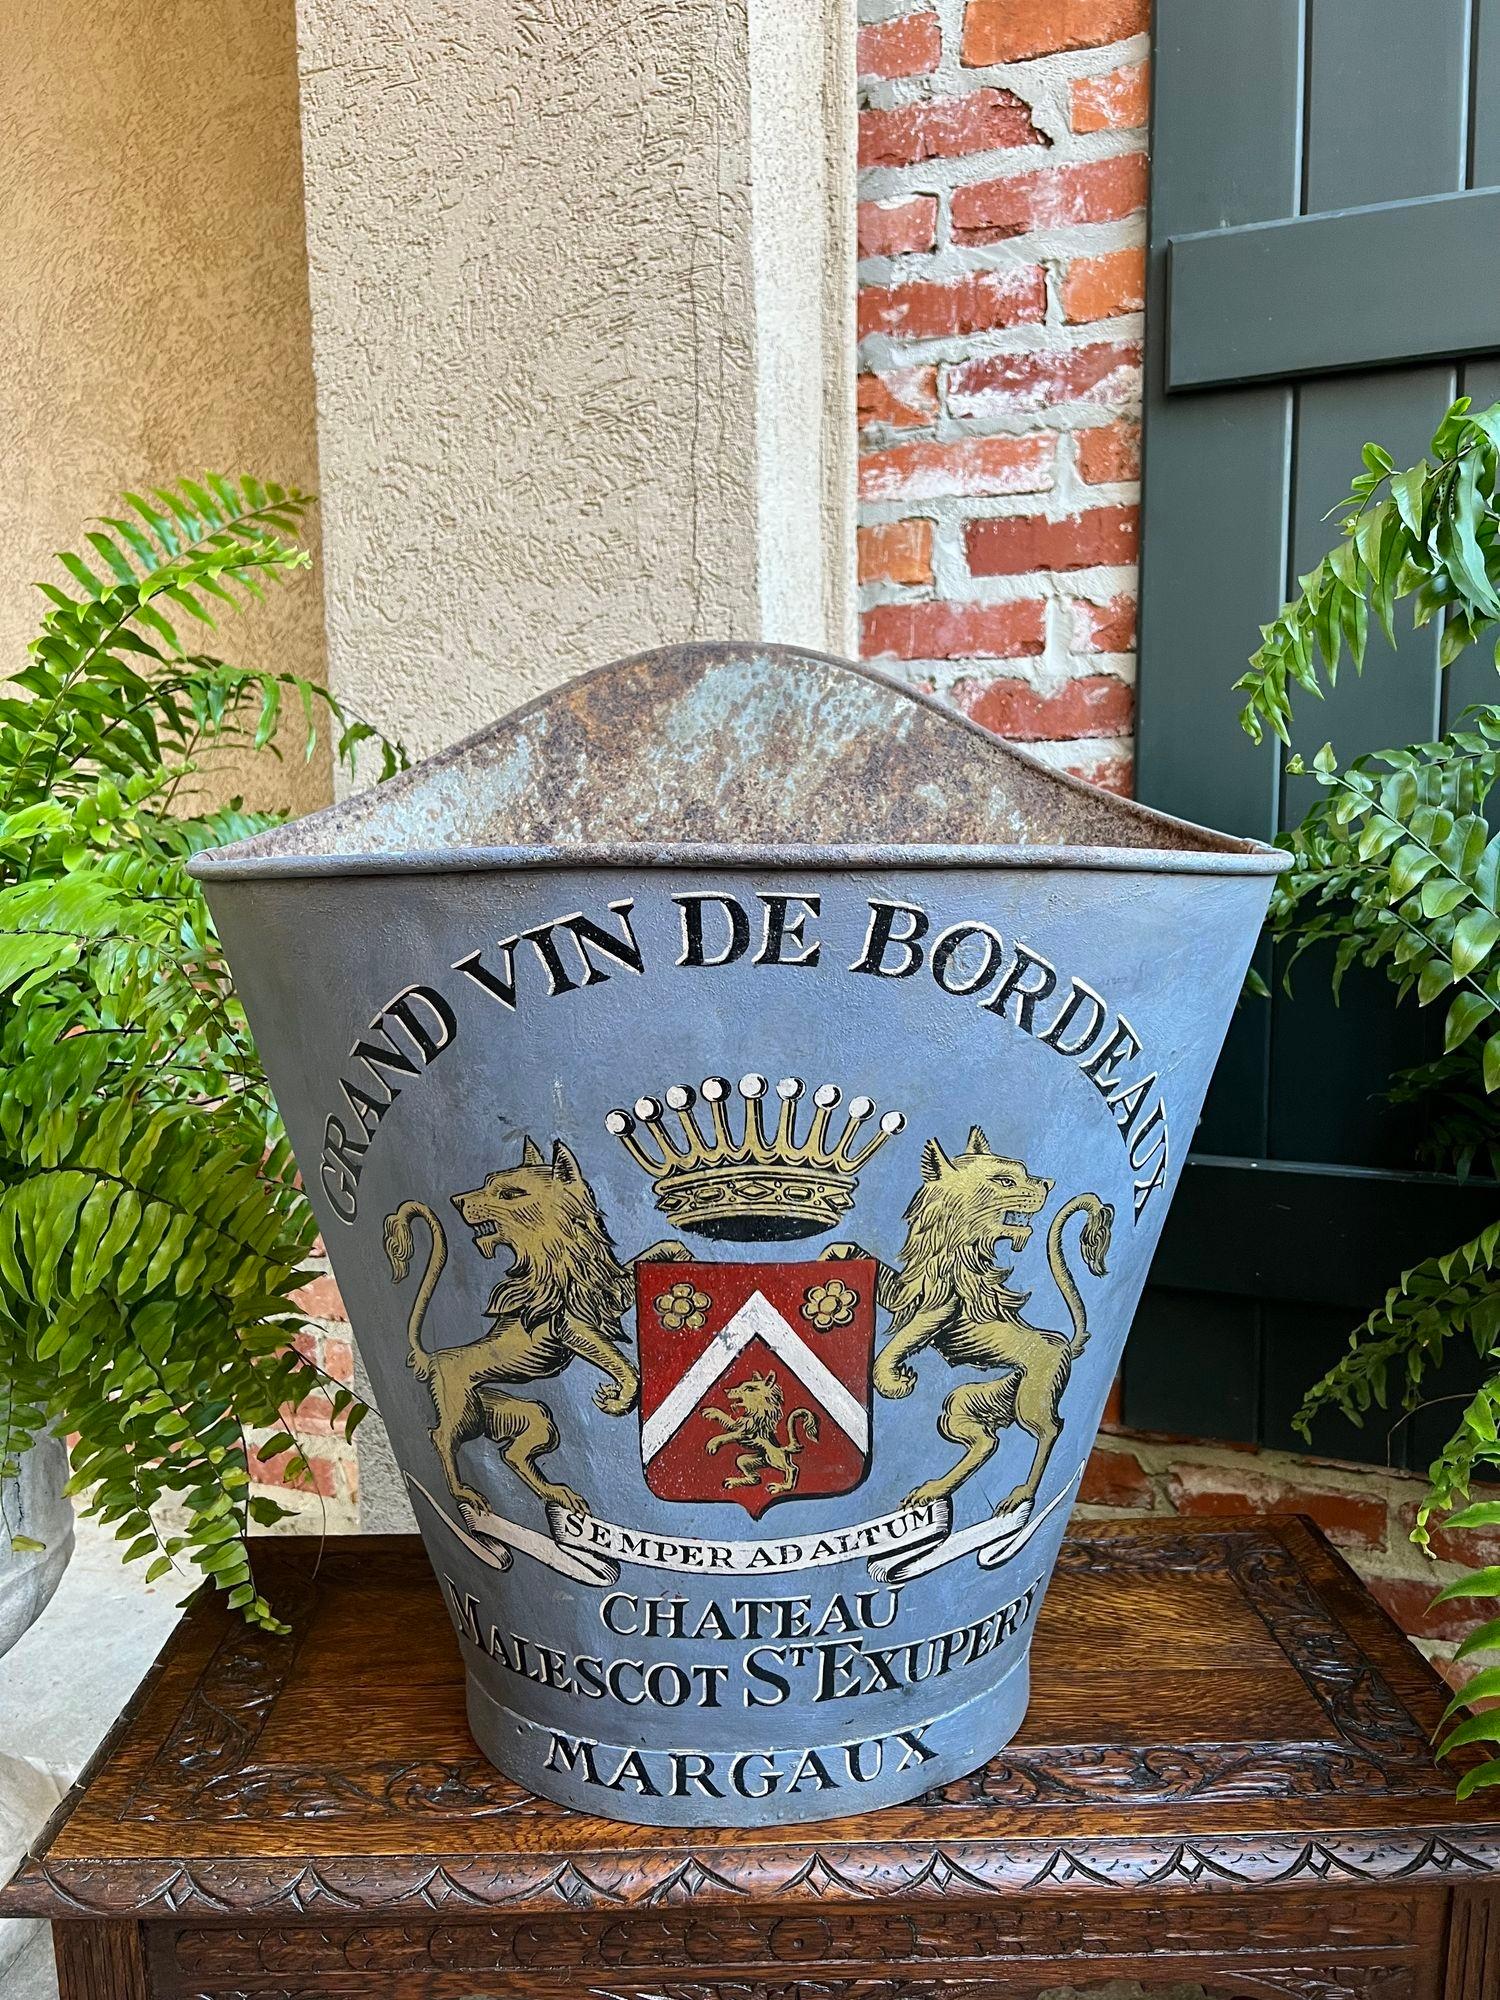 GRAND VIN DE BORDEAUX
SEMPER AD ALTUM
CHATEAU
MALESCOT ST EXUPERY
MARGAUX